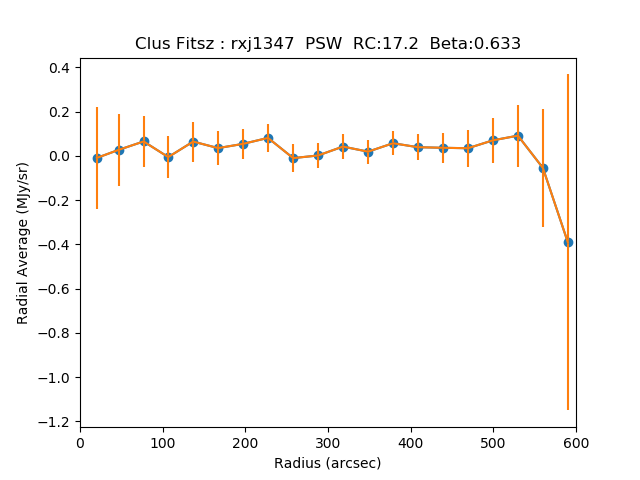 Clus Fitsz : rxj1347  PSW  RC:17.2  Beta:0.633
0.4
0.2
0.0
−0.2
−0.4
−0.6
−0.8
−1.0
−1.2
Radial Average (MJy/sr)
0 100 200 300 400 500 600
Radius (arcsec)